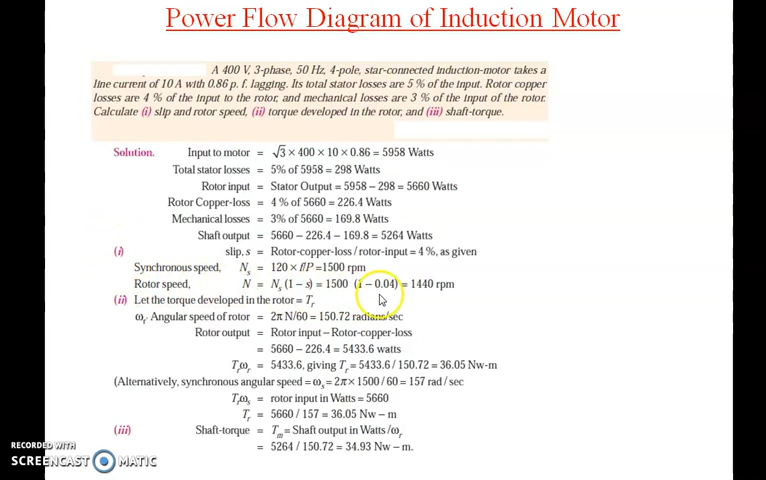 Power Flow Diagram of Induction Motor
A 400 V, 3-phase, 50 Hz, 4-pole, star-connected induction-motor takes a
line current of 10 A with 0.86 p. f. lagging. Its total stator losses are 5 % of the input. Rotor copper
losses are 4 % of the input to the rotor, and mechanical losses are 3 % of the input of the rotor.
Calculate (i) slip and rotor speed, (ii) torque developed in the rotor, and (iii) shaft-torque.
Solution. Input to motor = √3 × 400 × 10 × 0.86 = 5958 Watts
Total stator losses = 5% of 5958 = 298 Watts
Rotor input = Stator Output = 5958 − 298 = 5660 Watts
Rotor Copper-loss = 4 % of 5660 = 226.4 Watts
Mechanical losses = 3% of 5660 = 169.8 Watts
Shaft output = 5660 − 226.4 − 169.8 = 5264 Watts
(i) slip, s = Rotor-copper-loss / rotor-input = 4 %, as given
Synchronous speed, Ns = 120 × f/P = 1500 rpm
Rotor speed, N = Ns (1 − s) = 1500 (1 − 0.04) = 1440 rpm
(ii) Let the torque developed in the rotor = Tr
ωr, Angular speed of rotor = 2π N/60 = 150.72 radians/sec
Rotor output = Rotor input − Rotor-copper-loss
= 5660 − 226.4 = 5433.6 watts
Trωr = 5433.6, giving Tr = 5433.6 / 150.72 = 36.05 Nw-m
(Alternatively, synchronous angular speed = ωs = 2π × 1500 / 60 = 157 rad / sec
Trωs = rotor input in Watts = 5660
Tr = 5660 / 157 = 36.05 Nw − m
(iii) Shaft-torque = Tm = Shaft output in Watts/ωr
= 5264 / 150.72 = 34.93 Nw − m.
RECORDED WITH
SCREENCAST MATIC